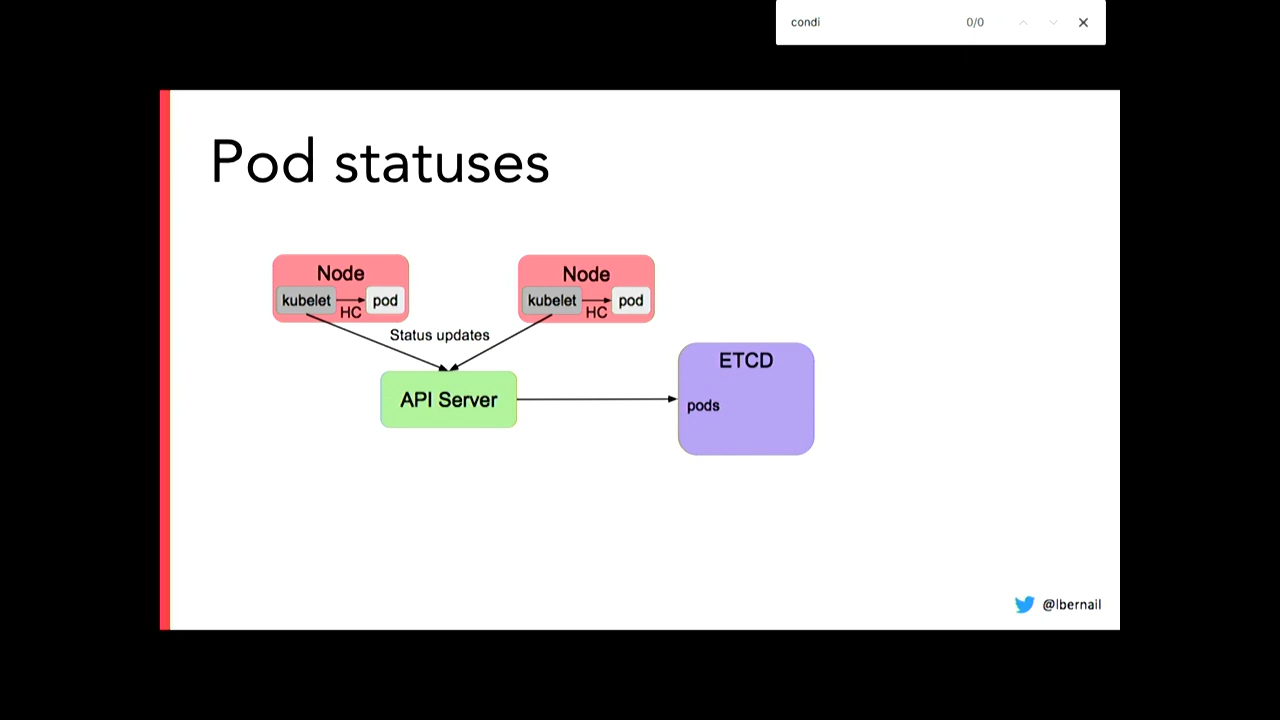 condi 0/0
Pod statuses
Node
kubelet pod
HC
Node
kubelet pod
HC
Status updates
API Server
ETCD
pods
@lbernail